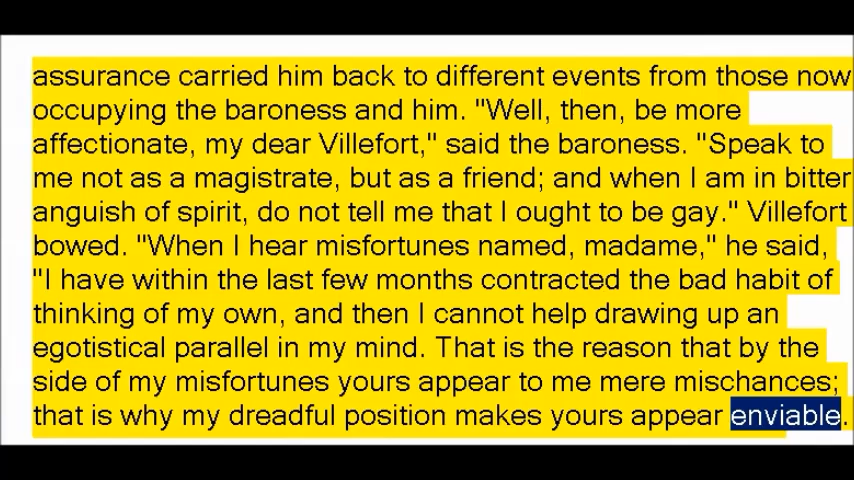 assurance carried him back to different events from those now
occupying the baroness and him. "Well, then, be more
affectionate, my dear Villefort," said the baroness. "Speak to
me not as a magistrate, but as a friend; and when I am in bitter
anguish of spirit, do not tell me that I ought to be gay." Villefort
bowed. "When I hear misfortunes named, madame," he said,
"I have within the last few months contracted the bad habit of
thinking of my own, and then I cannot help drawing up an
egotistical parallel in my mind. That is the reason that by the
side of my misfortunes yours appear to me mere mischances;
that is why my dreadful position makes yours appear enviable.